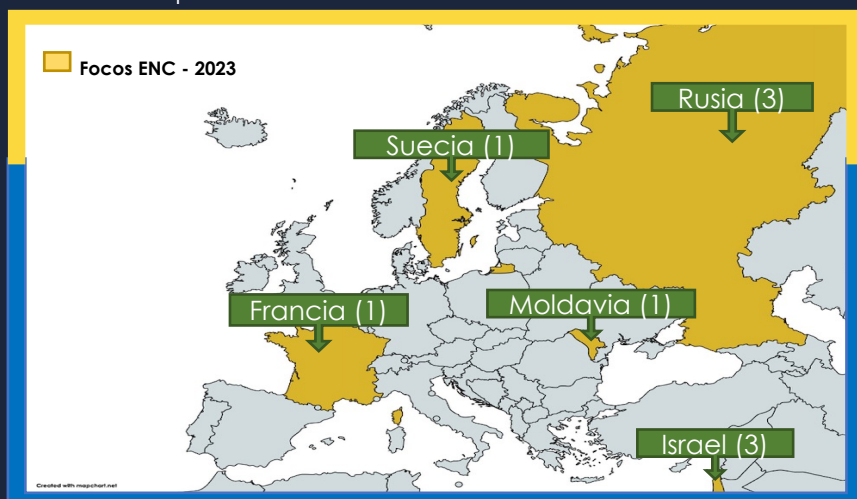 Focos ENC - 2023
Rusia (3)
Suecia (1)
Francia (1)
Moldavia (1)
Israel (3)
Created with mapchart.net